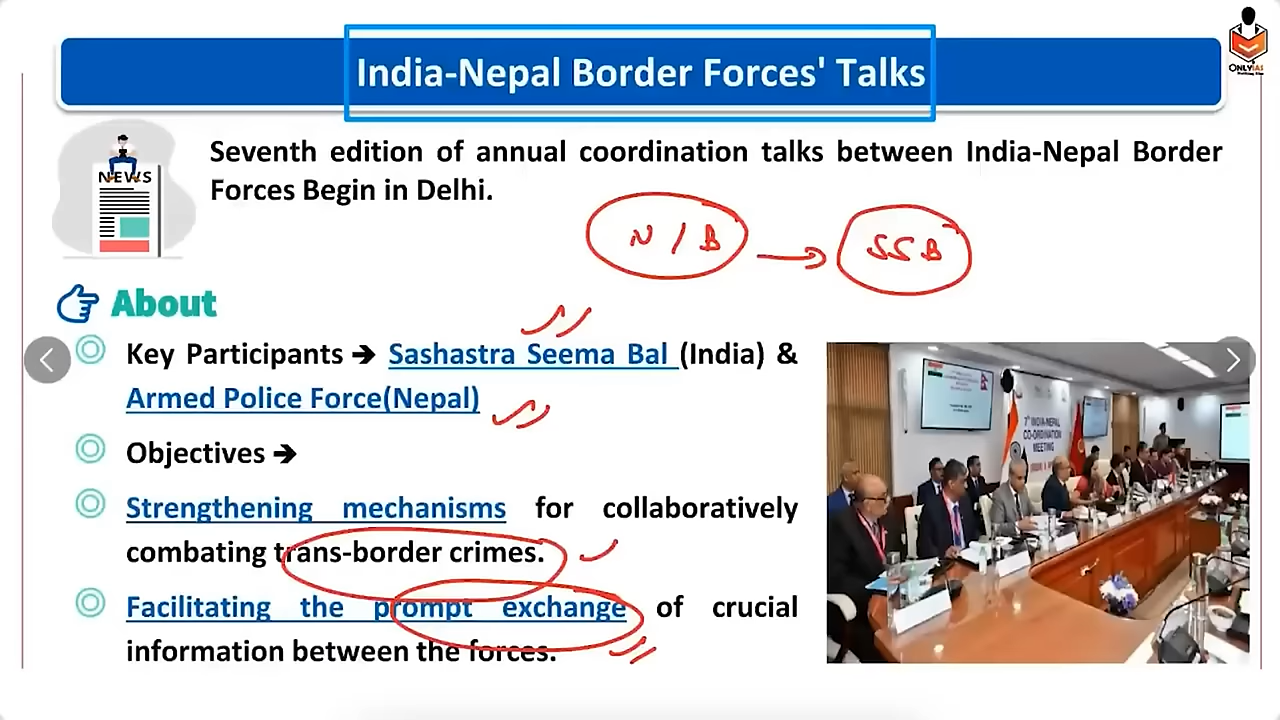 India-Nepal Border Forces' Talks
ONLYIAS
NEWS
Seventh edition of annual coordination talks between India-Nepal Border
Forces Begin in Delhi.
N / B → SSB
About
Key Participants ➔ Sashastra Seema Bal (India) &
Armed Police Force(Nepal)
Objectives ➔
Strengthening mechanisms for collaboratively
combating trans-border crimes.
Facilitating the prompt exchange of crucial
information between the forces.
7th INDIA-NEPAL
CO-ORDINATION
MEETING